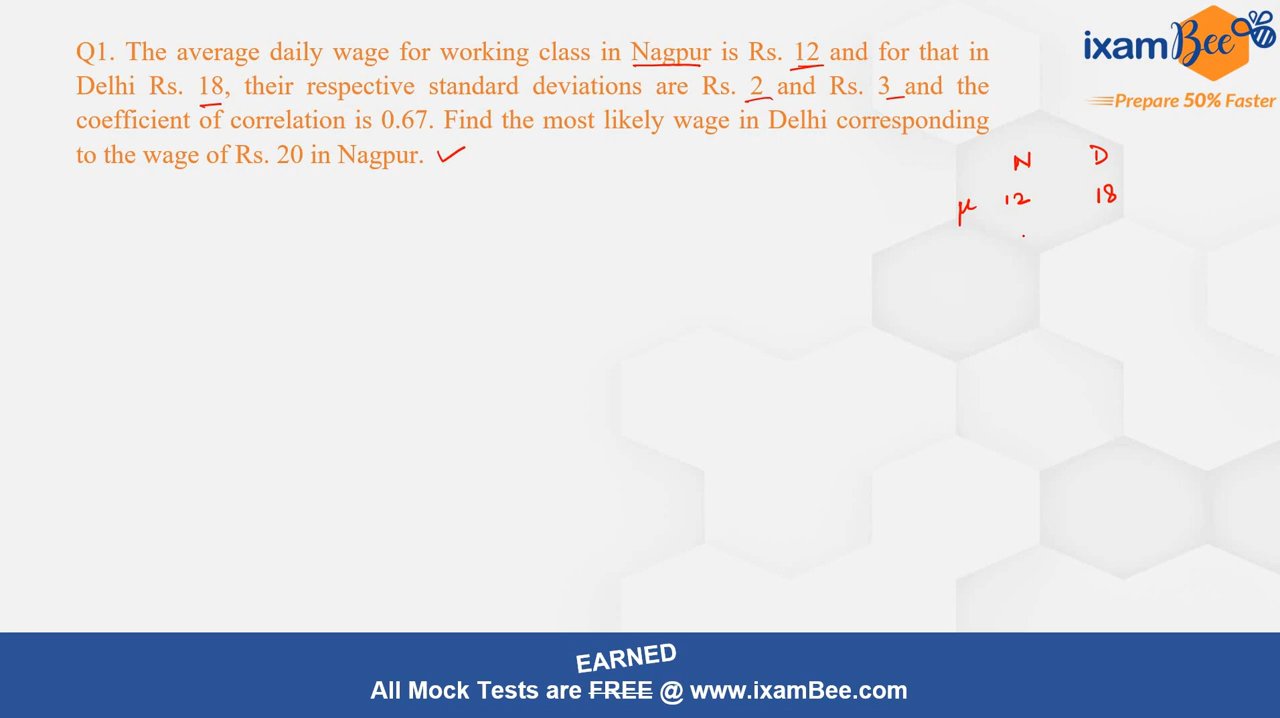 Q1. The average daily wage for working class in Nagpur is Rs. 12 and for that in
Delhi Rs. 18, their respective standard deviations are Rs. 2 and Rs. 3 and the
coefficient of correlation is 0.67. Find the most likely wage in Delhi corresponding
to the wage of Rs. 20 in Nagpur.
ixamBee
Prepare 50% Faster
N D
μ 12 18
EARNED
All Mock Tests are FREE @ www.ixamBee.com